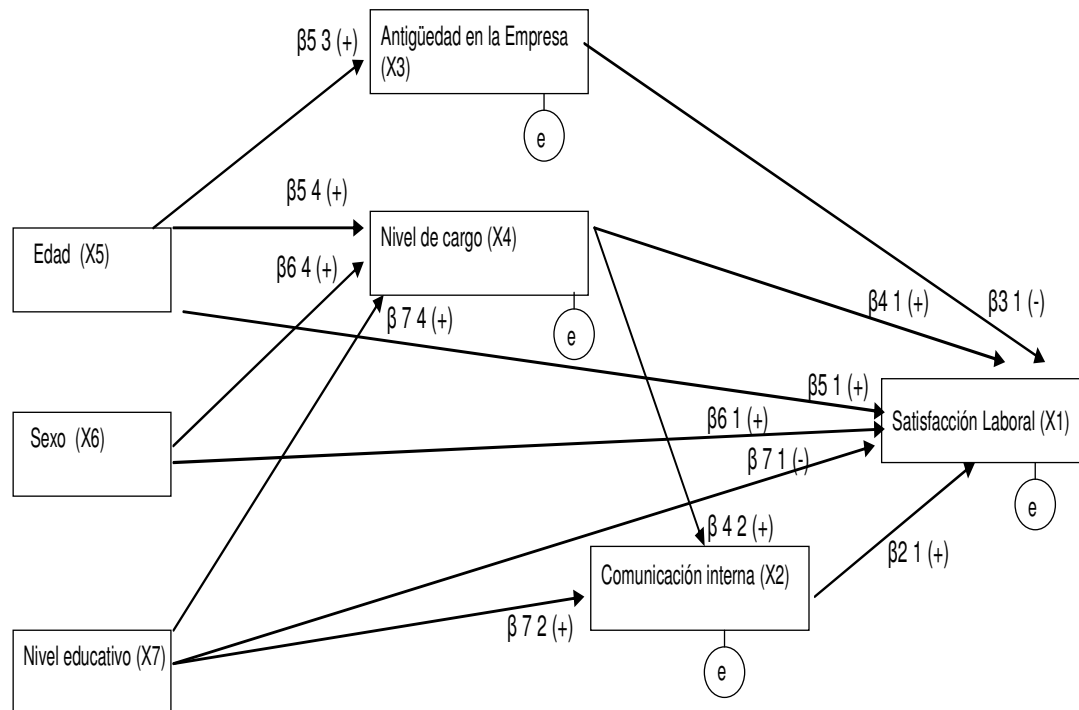 β5 3 (+)
Antigüedad en la Empresa
(X3)
e
β5 4 (+)
Nivel de cargo (X4)
e
Edad (X5)
β6 4 (+)
β 7 4 (+)
β4 1 (+)
β3 1 (-)
β5 1 (+)
Satisfacción Laboral (X1)
e
Sexo (X6)
β6 1 (+)
β 7 1 (-)
β 4 2 (+)
β2 1 (+)
Comunicación interna (X2)
e
β 7 2 (+)
Nivel educativo (X7)